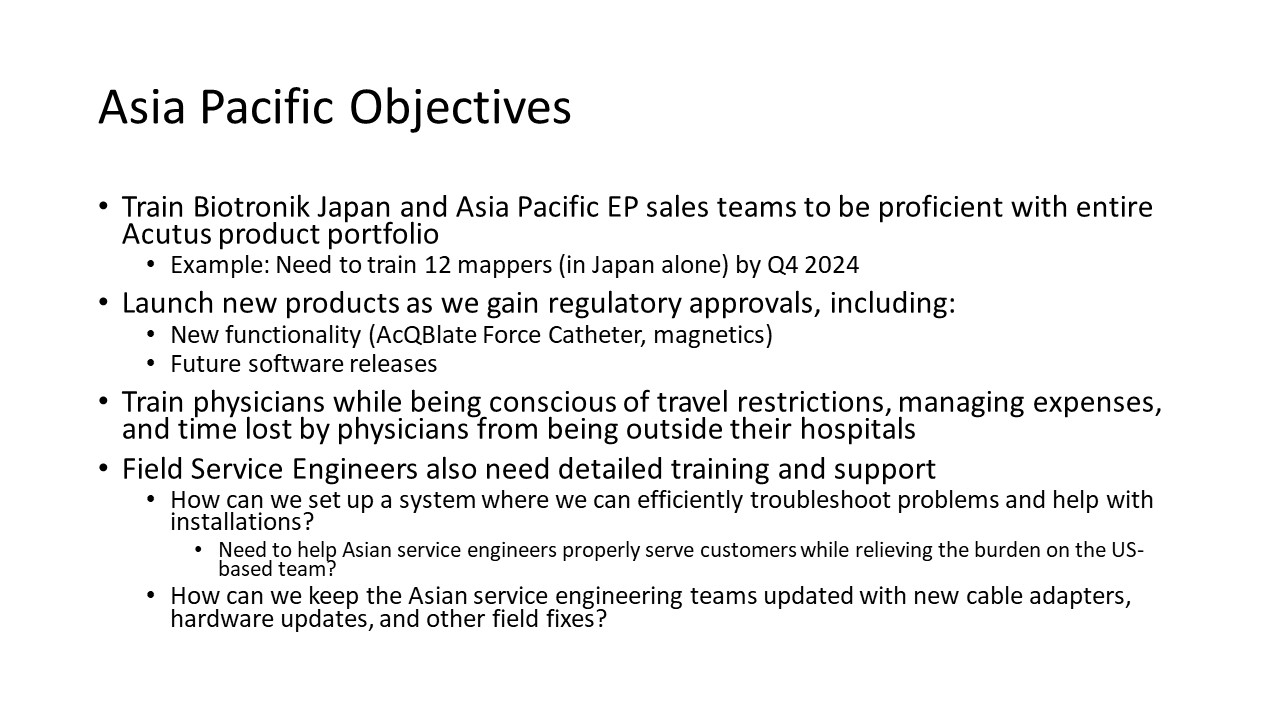 Asia Pacific Objectives
• Train Biotronik Japan and Asia Pacific EP sales teams to be proficient with entire
Acutus product portfolio
• Example: Need to train 12 mappers (in Japan alone) by Q4 2024
• Launch new products as we gain regulatory approvals, including:
• New functionality (AcQBlate Force Catheter, magnetics)
• Future software releases
• Train physicians while being conscious of travel restrictions, managing expenses,
and time lost by physicians from being outside their hospitals
• Field Service Engineers also need detailed training and support
• How can we set up a system where we can efficiently troubleshoot problems and help with
installations?
• Need to help Asian service engineers properly serve customers while relieving the burden on the US-
based team?
• How can we keep the Asian service engineering teams updated with new cable adapters,
hardware updates, and other field fixes?